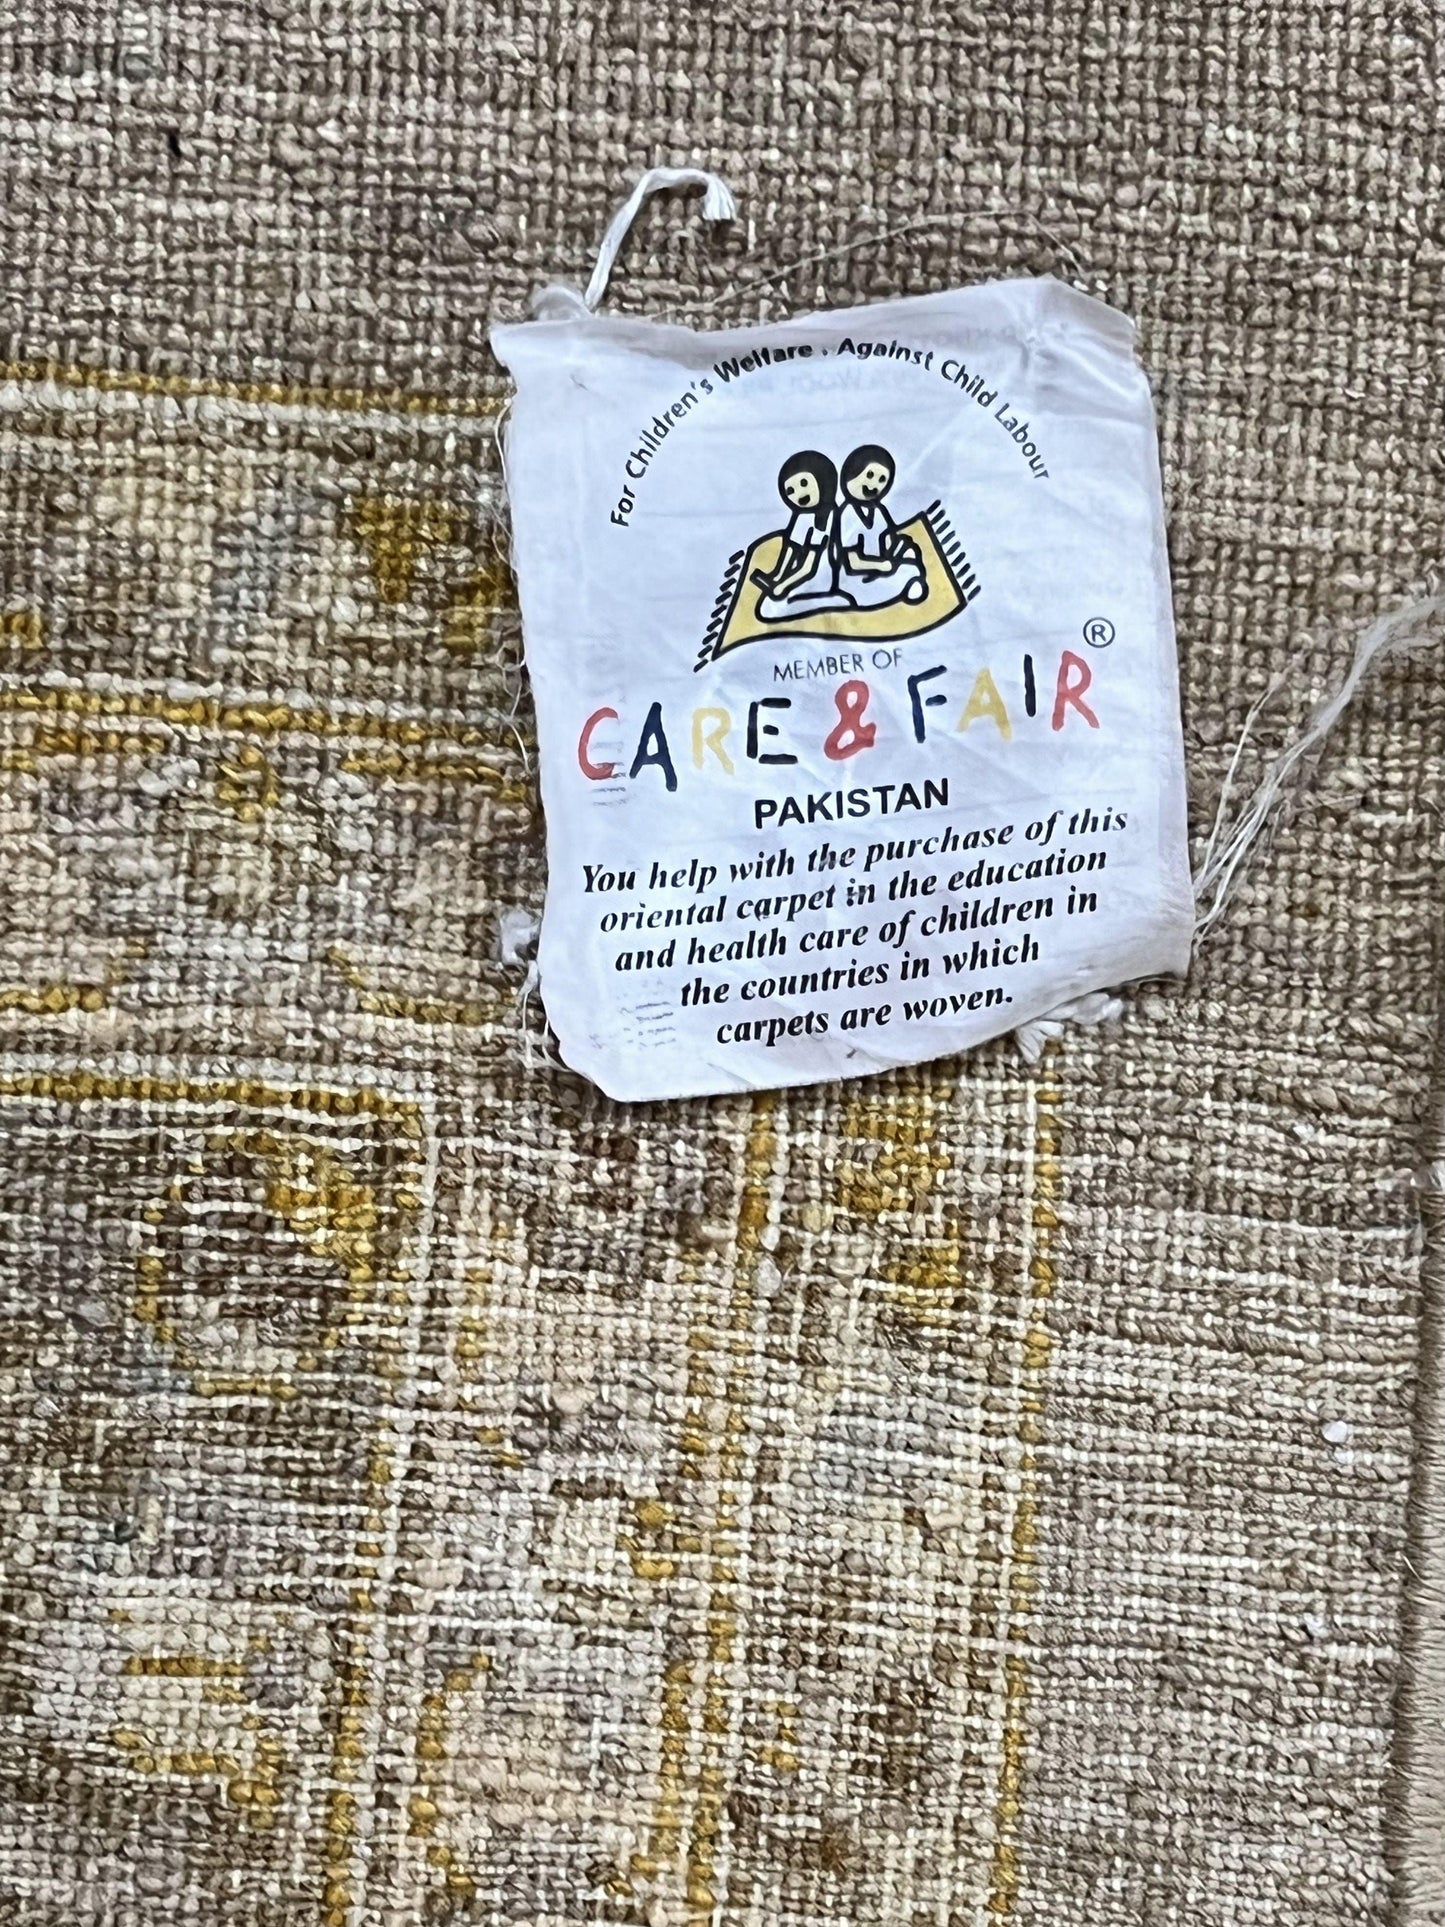 For Children's Welfare . Against Child Labour
®
MEMBER OF
CARE & FAIR
PAKISTAN
You help with the purchase of this
oriental carpet in the education
and health care of children in
the countries in which
carpets are woven.